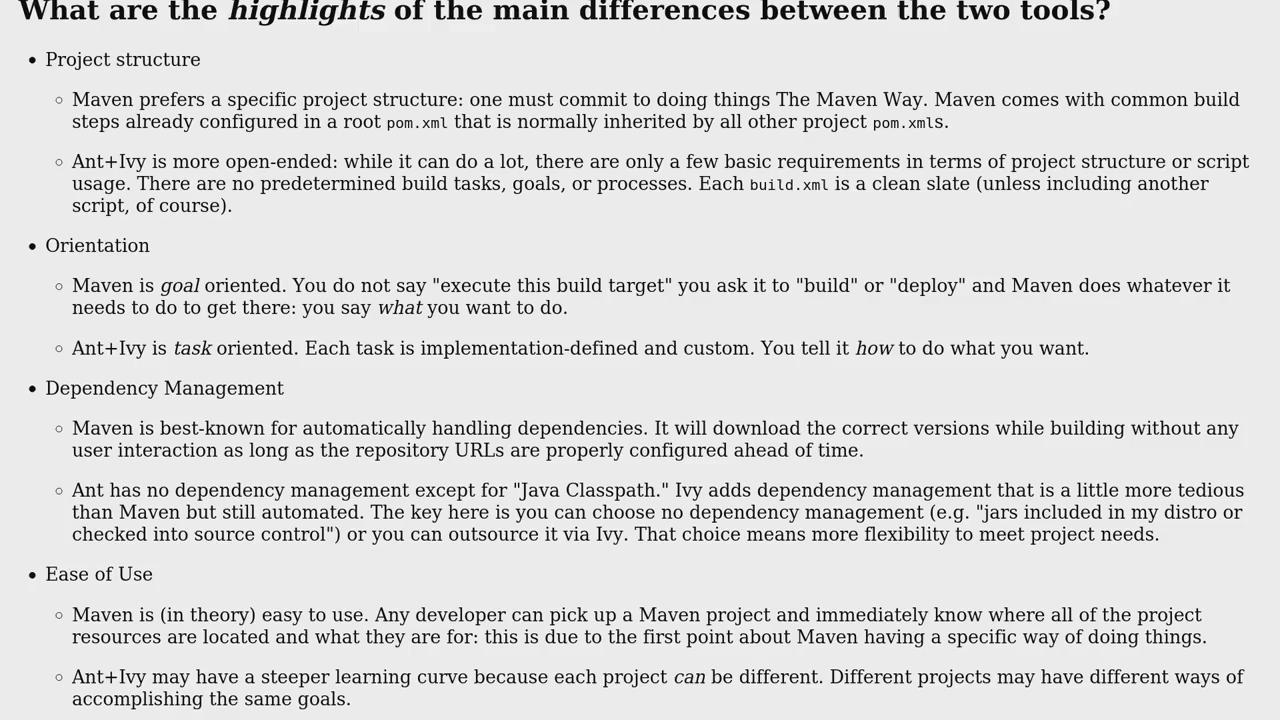 What are the highlights of the main differences between the two tools?
• Project structure
◦ Maven prefers a specific project structure: one must commit to doing things The Maven Way. Maven comes with common build
steps already configured in a root pom.xml that is normally inherited by all other project pom.xmls.
◦ Ant+Ivy is more open-ended: while it can do a lot, there are only a few basic requirements in terms of project structure or script
usage. There are no predetermined build tasks, goals, or processes. Each build.xml is a clean slate (unless including another
script, of course).
• Orientation
◦ Maven is goal oriented. You do not say "execute this build target" you ask it to "build" or "deploy" and Maven does whatever it
needs to do to get there: you say what you want to do.
◦ Ant+Ivy is task oriented. Each task is implementation-defined and custom. You tell it how to do what you want.
• Dependency Management
◦ Maven is best-known for automatically handling dependencies. It will download the correct versions while building without any
user interaction as long as the repository URLs are properly configured ahead of time.
◦ Ant has no dependency management except for "Java Classpath." Ivy adds dependency management that is a little more tedious
than Maven but still automated. The key here is you can choose no dependency management (e.g. "jars included in my distro or
checked into source control") or you can outsource it via Ivy. That choice means more flexibility to meet project needs.
• Ease of Use
◦ Maven is (in theory) easy to use. Any developer can pick up a Maven project and immediately know where all of the project
resources are located and what they are for: this is due to the first point about Maven having a specific way of doing things.
◦ Ant+Ivy may have a steeper learning curve because each project can be different. Different projects may have different ways of
accomplishing the same goals.